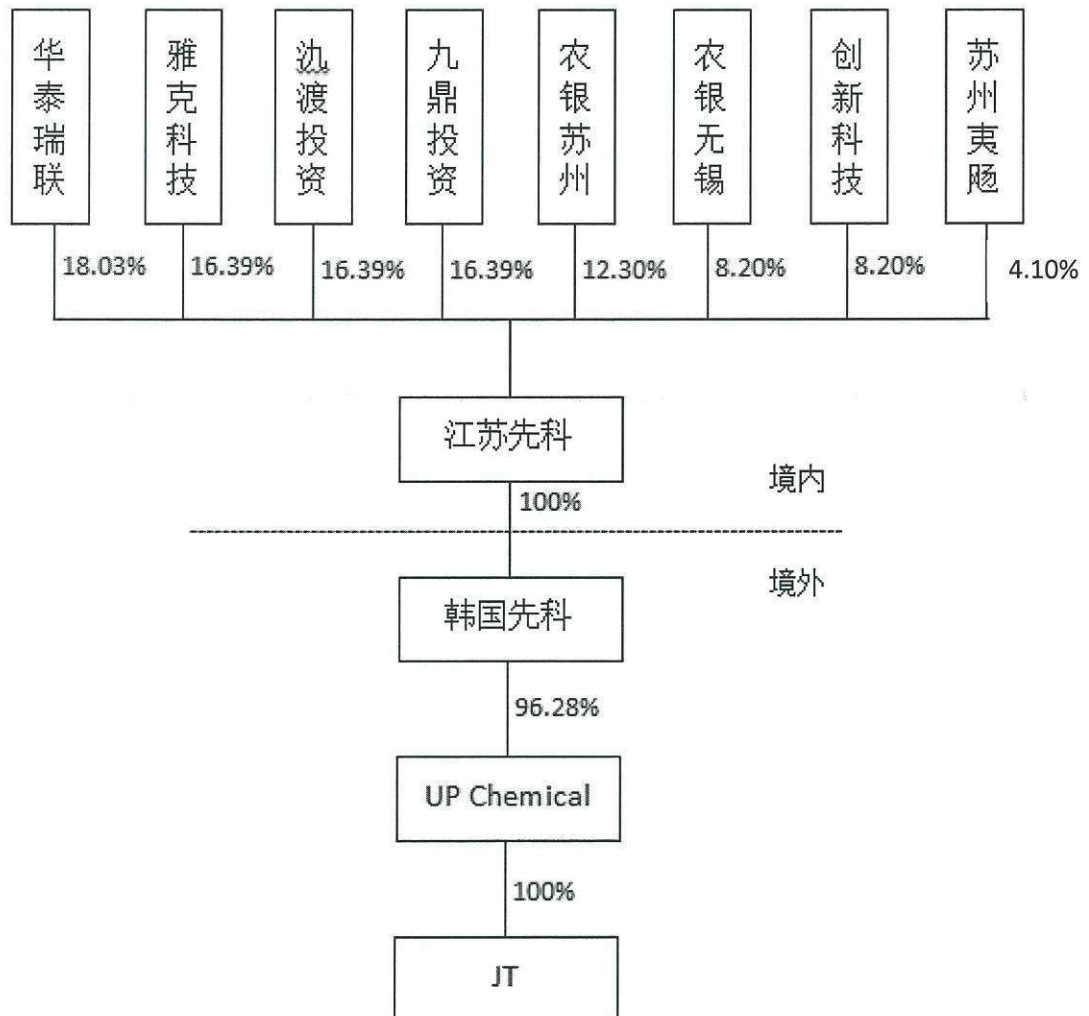 华泰瑞联
雅克科技
氿渡投资
九鼎投资
农银苏州
农银无锡
创新科技
苏州夷飏
18.03%
16.39%
16.39%
16.39%
12.30%
8.20%
8.20%
4.10%
江苏先科
境内
100%
境外
韩国先科
96.28%
UP Chemical
100%
JT